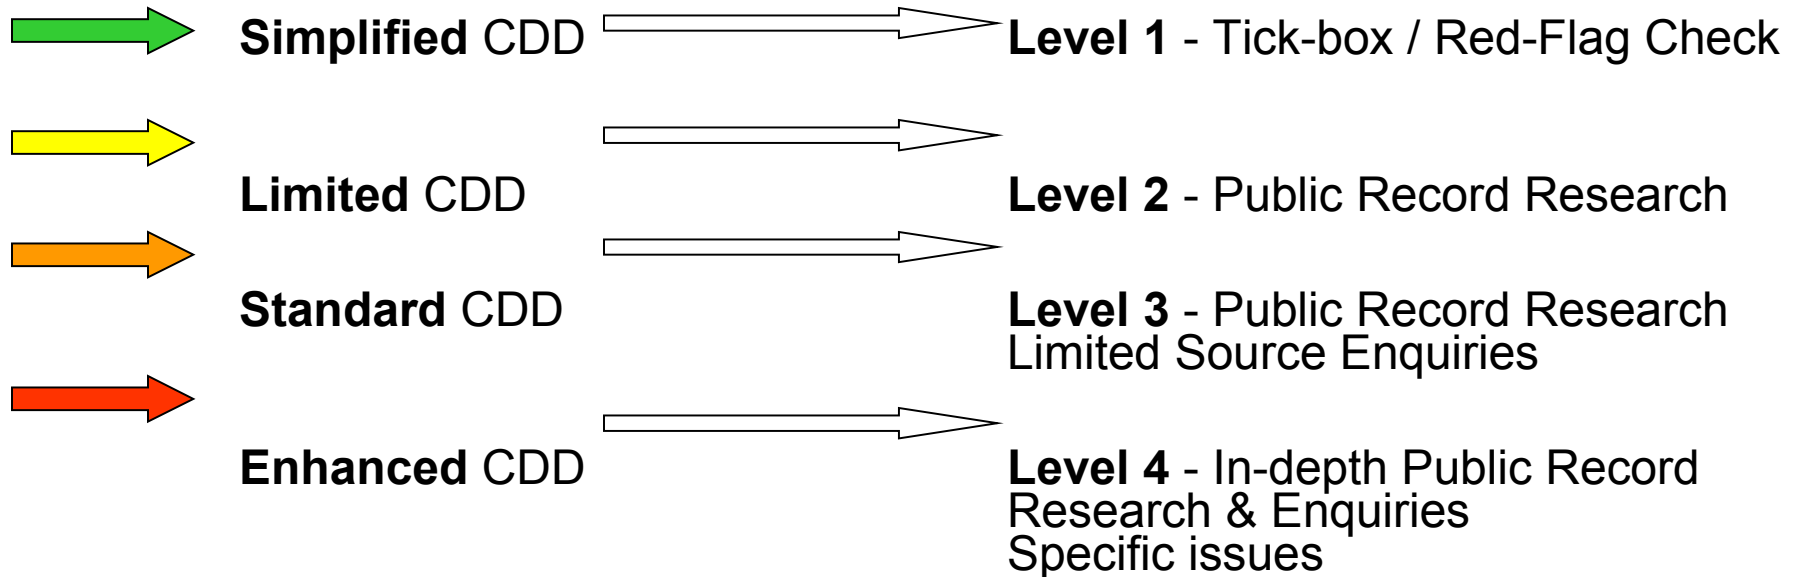 Simplified CDD Level 1 - Tick-box / Red-Flag Check
Limited CDD Level 2 - Public Record Research
Standard CDD Level 3 - Public Record Research
Limited Source Enquiries
Enhanced CDD Level 4 - In-depth Public Record
Research & Enquiries
Specific issues